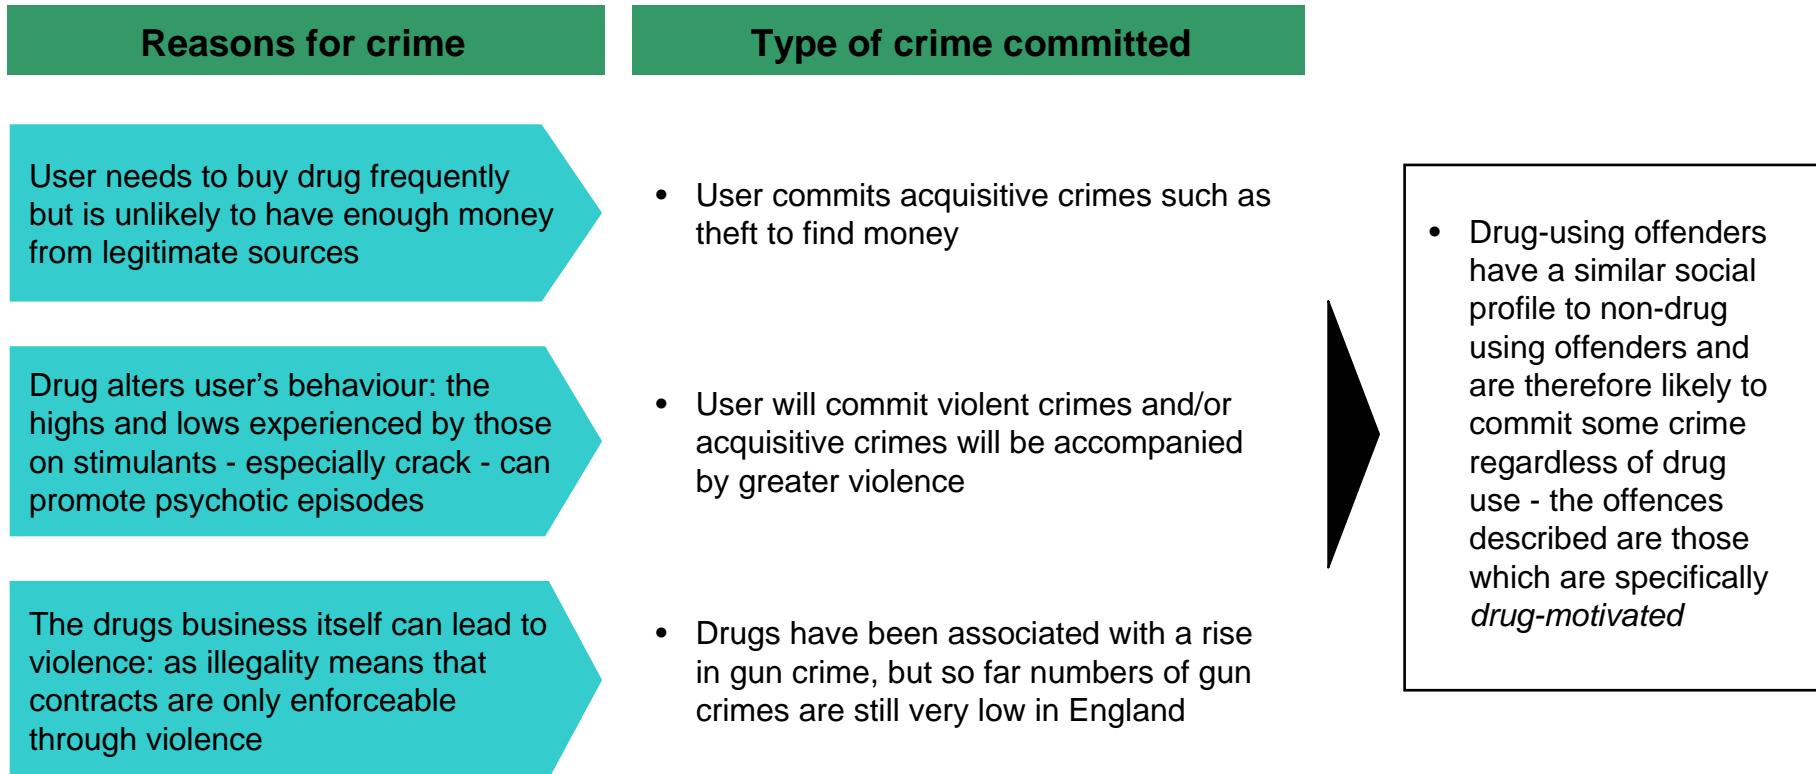 Reasons for crime
Type of crime committed
User needs to buy drug frequently
but is unlikely to have enough money
from legitimate sources
• User commits acquisitive crimes such as
theft to find money
Drug alters user’s behaviour: the
highs and lows experienced by those
on stimulants - especially crack - can
promote psychotic episodes
• User will commit violent crimes and/or
acquisitive crimes will be accompanied
by greater violence
The drugs business itself can lead to
violence: as illegality means that
contracts are only enforceable
through violence
• Drugs have been associated with a rise
in gun crime, but so far numbers of gun
crimes are still very low in England
• Drug-using offenders
have a similar social
profile to non-drug
using offenders and
are therefore likely to
commit some crime
regardless of drug
use - the offences
described are those
which are specifically
drug-motivated